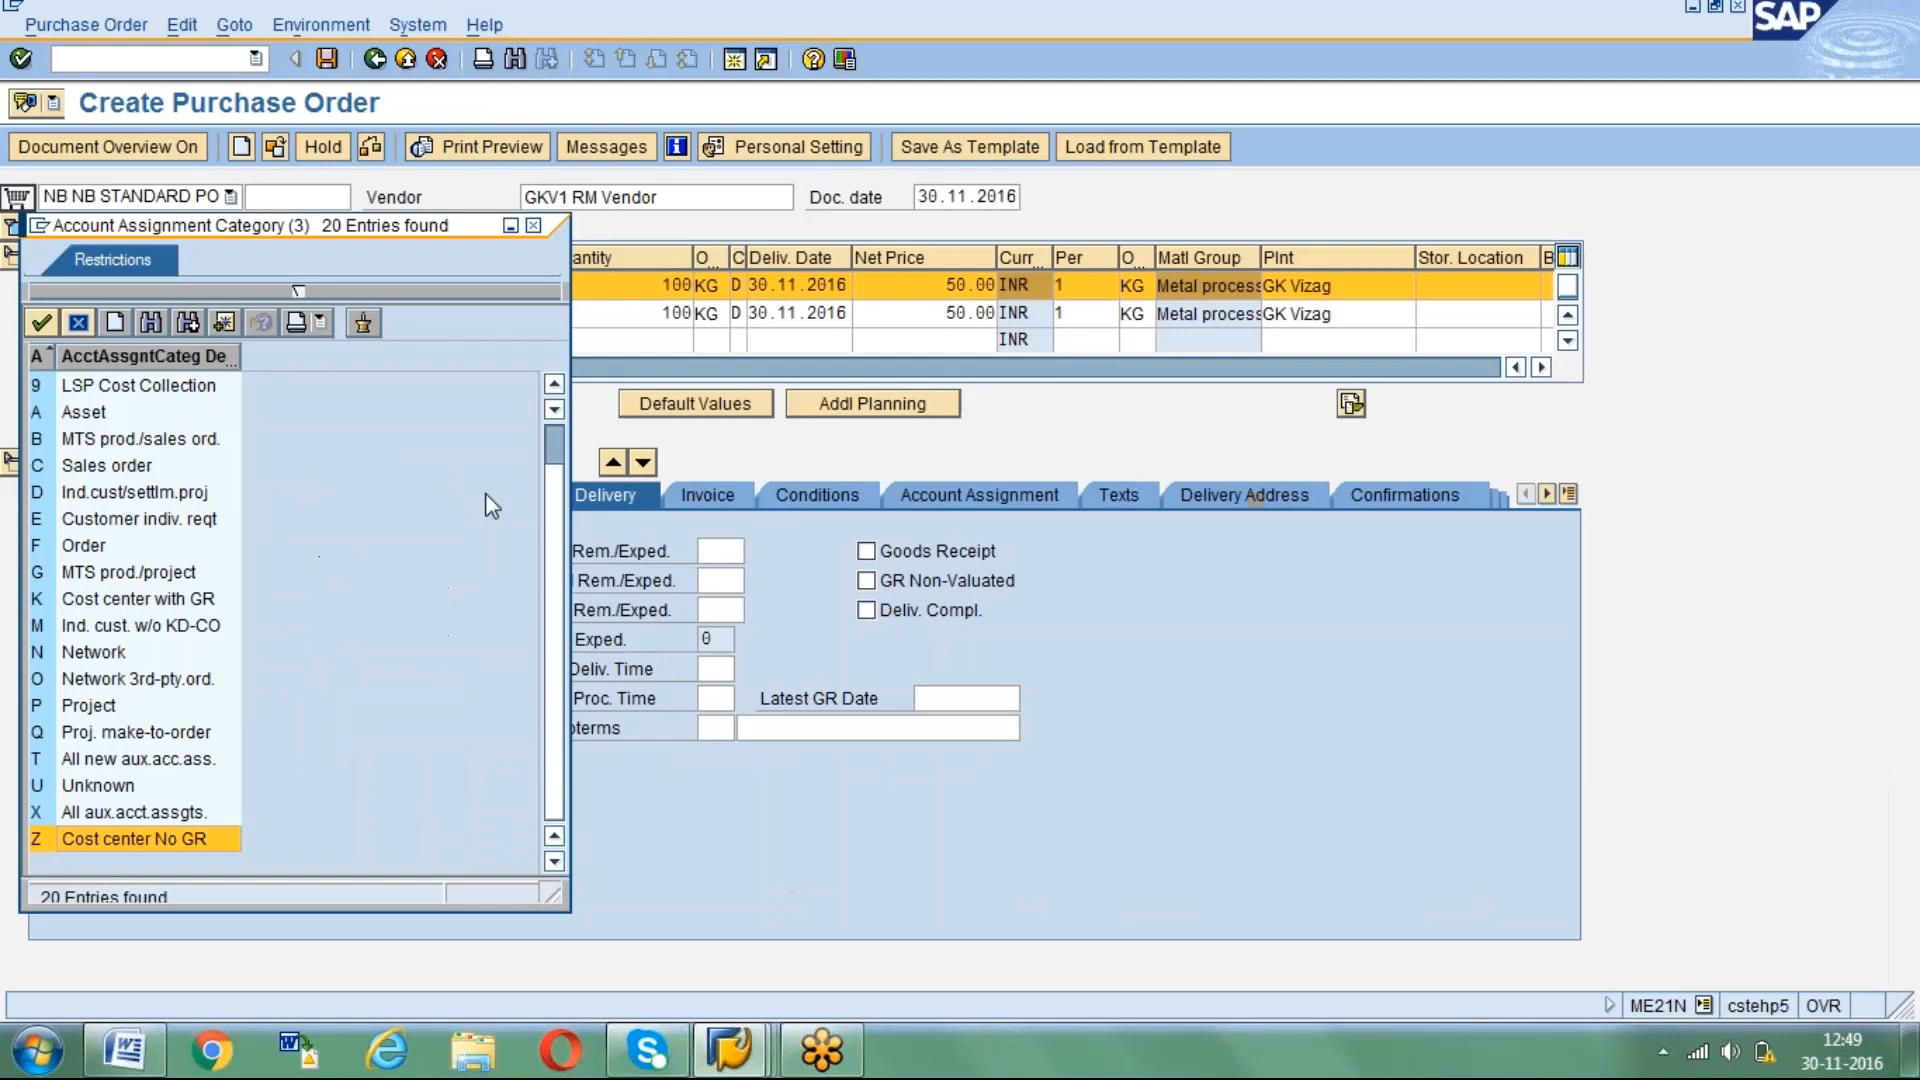 Purchase Order Edit Goto Environment System Help
SAP
Create Purchase Order
Document Overview On Hold Print Preview Messages Personal Setting Save As Template Load from Template
NB NB STANDARD PO Vendor GKV1 RM Vendor Doc. date 30.11.2016
Account Assignment Category (3) 20 Entries found
Restrictions
A AcctAssgntCateg De...
9 LSP Cost Collection
A Asset
B MTS prod./sales ord.
C Sales order
D Ind.cust/settlm.proj
E Customer indiv. reqt
F Order
G MTS prod./project
K Cost center with GR
M Ind. cust. w/o KD-CO
N Network
O Network 3rd-pty.ord.
P Project
Q Proj. make-to-order
T All new aux.acc.ass.
U Unknown
X All aux.acct.assgts.
Z Cost center No GR
20 Entries found
antity O... C Deliv. Date Net Price Curr... Per O... Matl Group Plnt Stor. Location B
100 KG D 30.11.2016 50.00 INR 1 KG Metal process GK Vizag
100 KG D 30.11.2016 50.00 INR 1 KG Metal process GK Vizag
INR
Default Values Addl Planning
Delivery Invoice Conditions Account Assignment Texts Delivery Address Confirmations
Rem./Exped. Goods Receipt
Rem./Exped. GR Non-Valuated
Rem./Exped. Deliv. Compl.
Exped. 0
Deliv. Time
Proc. Time Latest GR Date
oterms
ME21N cstehp5 OVR
12:49
30-11-2016